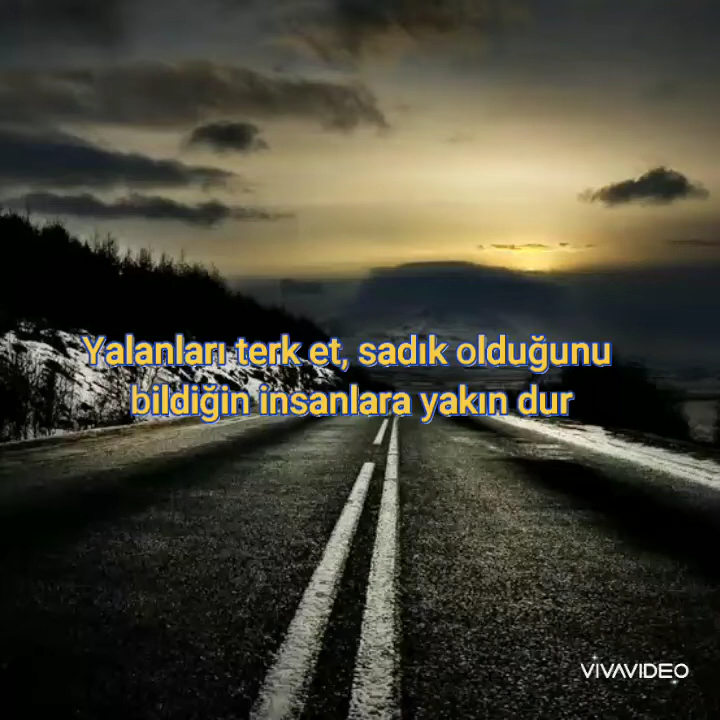 Yalanları terk et, sadık olduğunu
bildiğin insanlara yakın dur
VIVAVIDEO